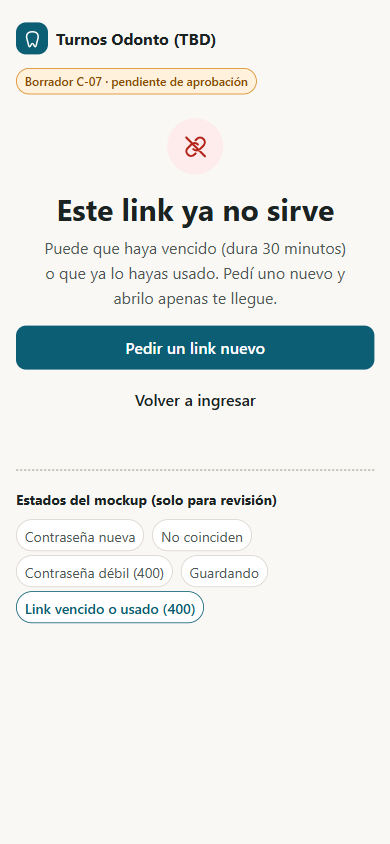 Turnos Odonto (TBD)
Borrador C-07 · pendiente de aprobación
Este link ya no sirve
Puede que haya vencido (dura 30 minutos)
o que ya lo hayas usado. Pedí uno nuevo y
abrilo apenas te llegue.
Pedir un link nuevo
Volver a ingresar
Estados del mockup (solo para revisión)
Contraseña nueva
No coinciden
Contraseña débil (400)
Guardando
Link vencido o usado (400)